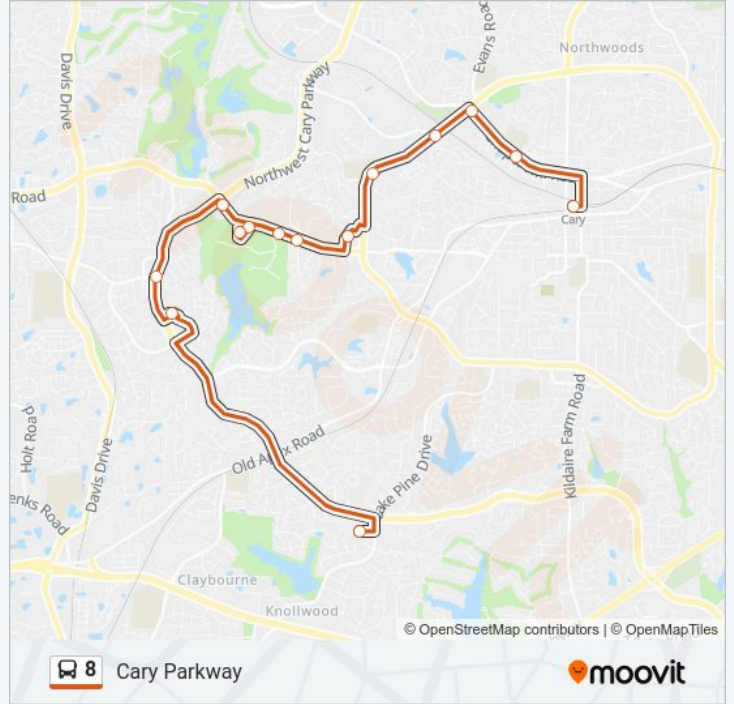 Northwoods
Evans Road
Davis Drive
Northwest Cary Parkway
Road
Cary
Kildaire Farm Road
Holt Road
Davis Drive
Old Apex Road
Lake Pine Drive
enks Road
Claybourne
Knollwood
© OpenStreetMap contributors | © OpenMapTiles
8 Cary Parkway
moovit